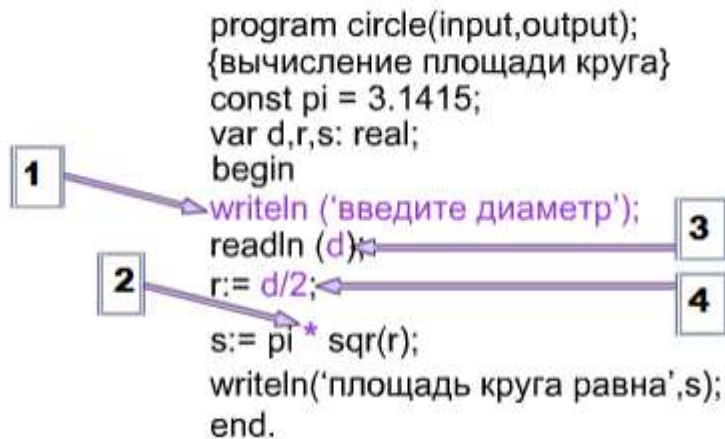 program circle(input,output);
{вычисление площади круга}
const pi = 3.1415;
var d,r,s: real;
begin
1
writeln (‘введите диаметр’);
readln (d);
3
2
r:= d/2;
4
s:= pi * sqr(r);
writeln(‘площадь круга равна’,s);
end.